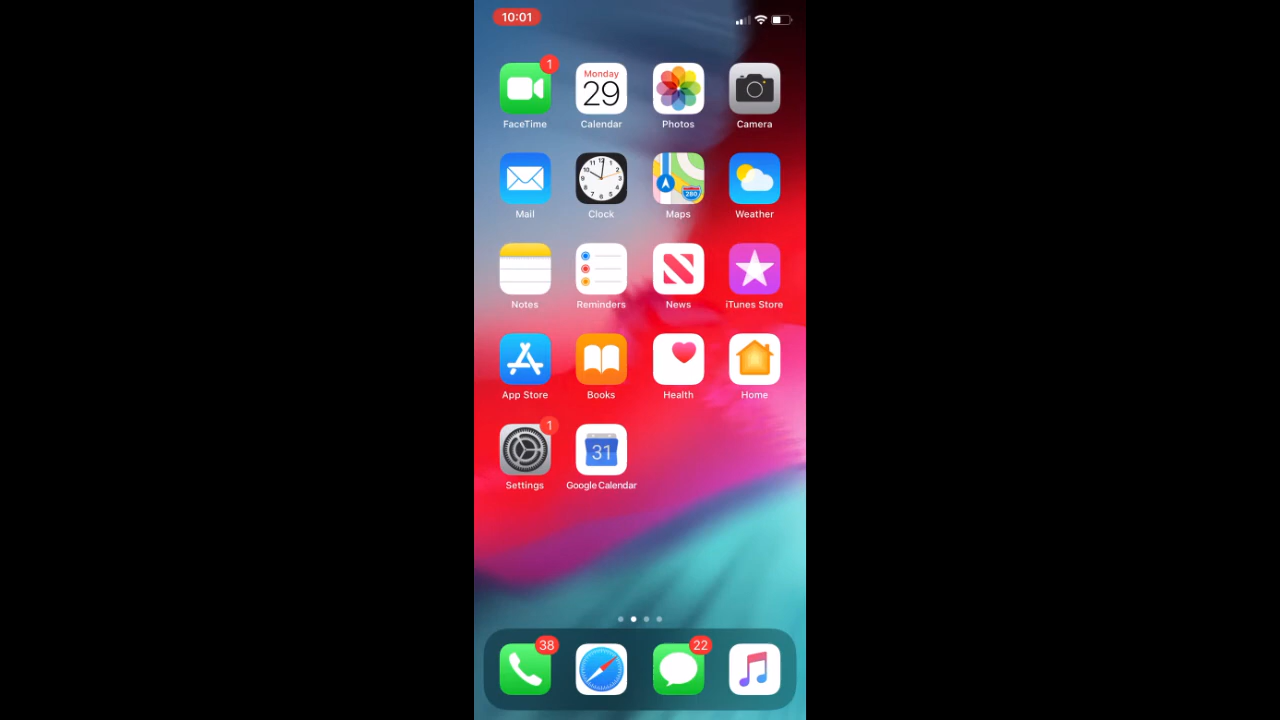 10:01
1
Monday
29
FaceTime Calendar Photos Camera
280
Mail Clock Maps Weather
Notes Reminders News iTunes Store
App Store Books Health Home
1
31
Settings Google Calendar
38 22